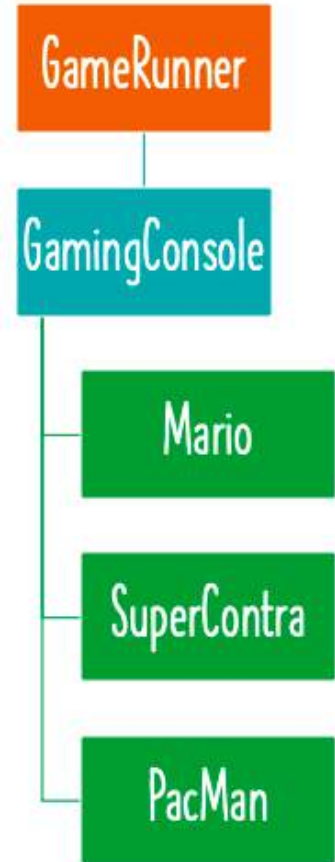 GameRunner
GamingConsole
Mario
SuperContra
PacMan